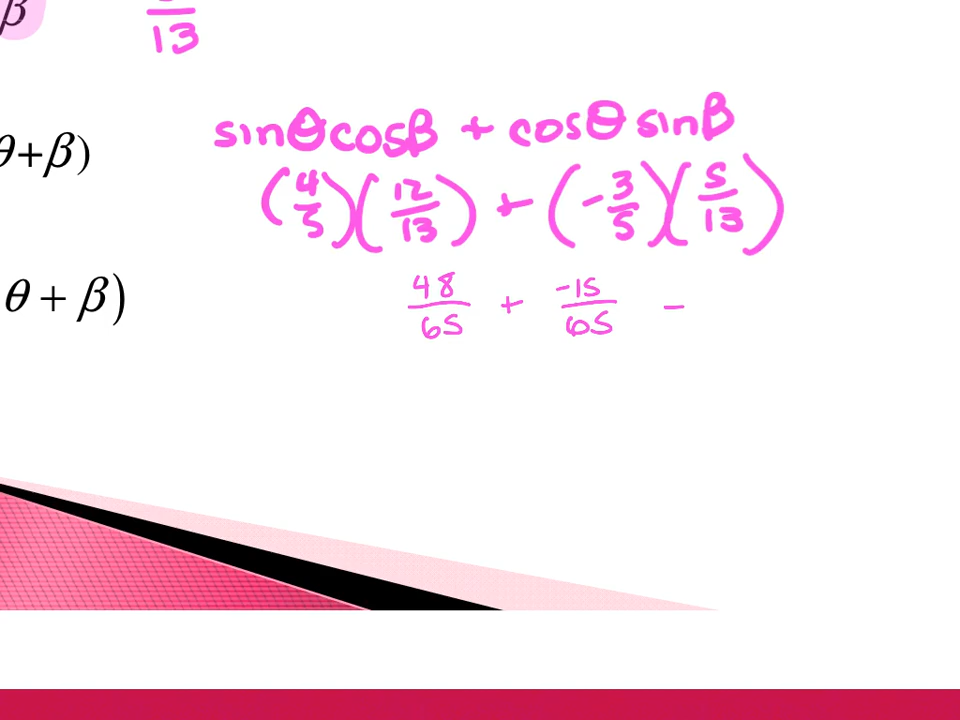 β
13
sinθcosβ + cosθ sinβ
θ+β)
(4/5)(12/13) + (-3/5)(5/13)
θ + β)
48/65 + -15/65 -